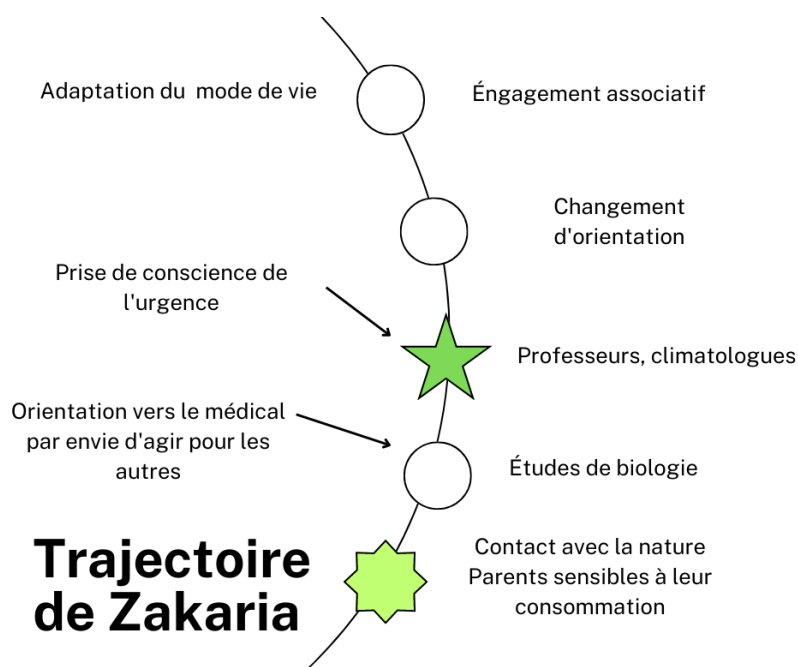 Adaptation du mode de vie
Éngagement associatif
Changement
d'orientation
Prise de conscience de
l'urgence
Professeurs, climatologues
Orientation vers le médical
par envie d'agir pour les
autres
Études de biologie
Contact avec la nature
Parents sensibles à leur
consommation
Trajectoire
de Zakaria